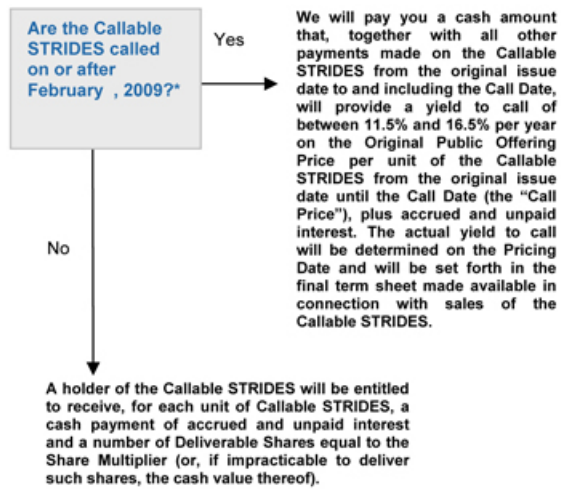 Are the Callable
STRIDES called
on or after
February  , 2009?*
Yes
We will pay you a cash amount
that, together with all other
payments made on the Callable
STRIDES from the original issue
date to and including the Call Date,
will provide a yield to call of
between 11.5% and 16.5% per year
on the Original Public Offering
Price per unit of the Callable
STRIDES from the original issue
date until the Call Date (the “Call
Price”), plus accrued and unpaid
interest. The actual yield to call
will be determined on the Pricing
Date and will be set forth in the
final term sheet made available in
connection with sales of the
Callable STRIDES.
No
A holder of the Callable STRIDES will be entitled
to receive, for each unit of Callable STRIDES, a
cash payment of accrued and unpaid interest
and a number of Deliverable Shares equal to the
Share Multiplier (or, if impracticable to deliver
such shares, the cash value thereof).